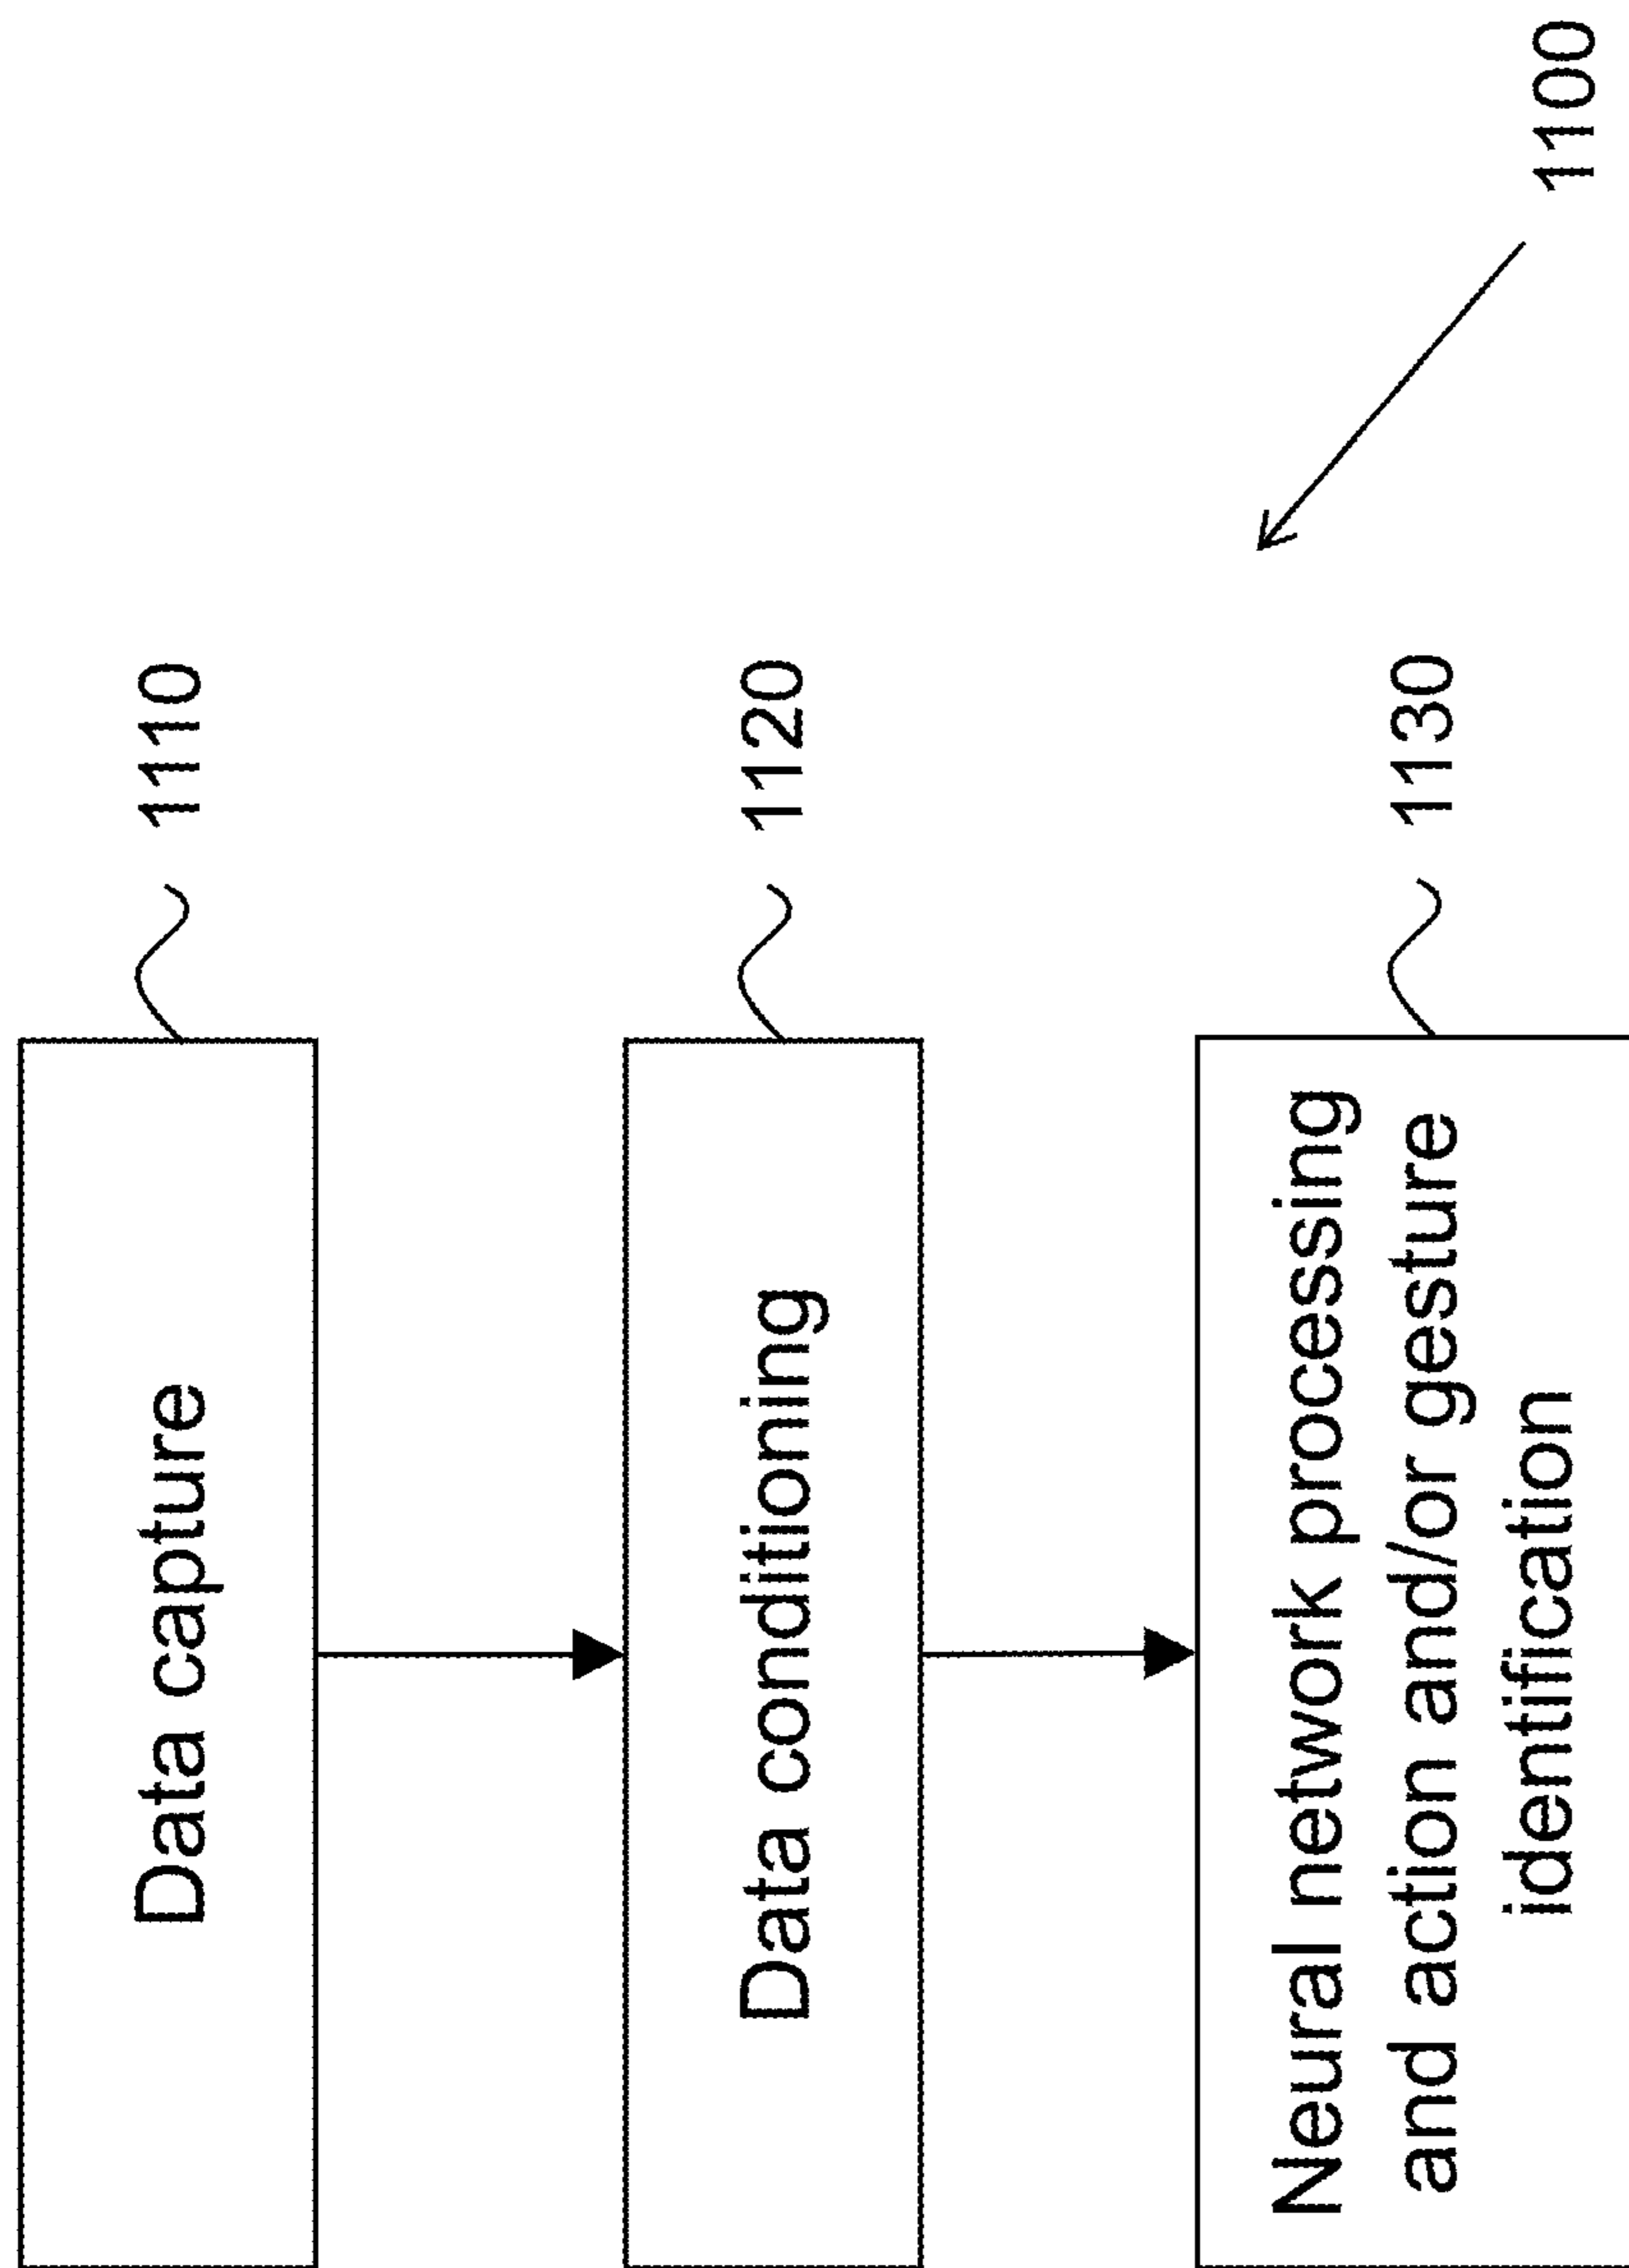 Data capture
1110
Data conditioning
1120
Neural network processing
and action and/or gesture
identification
1130
1100